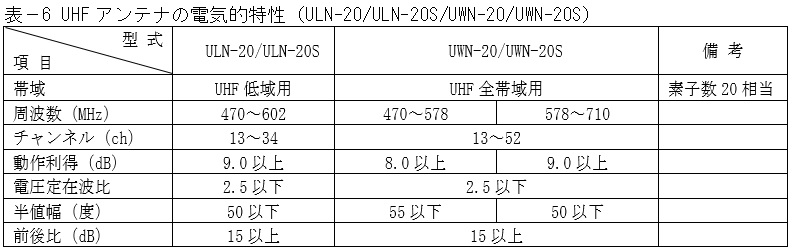 表－6 UHF アンテナの電気的特性（ULN-20/ULN-20S/UWN-20/UWN-20S）
型 式 ULN-20/ULN-20S UWN-20/UWN-20S 備 考
項 目
帯域 UHF 低域用 UHF 全帯域用 素子数 20 相当
周波数（MHz） 470～602 470～578 578～710
チャンネル（ch） 13～34 13～52
動作利得（dB） 9.0 以上 8.0 以上 9.0 以上
電圧定在波比 2.5 以下 2.5 以下
半値幅（度） 50 以下 55 以下 50 以下
前後比（dB） 15 以上 15 以上